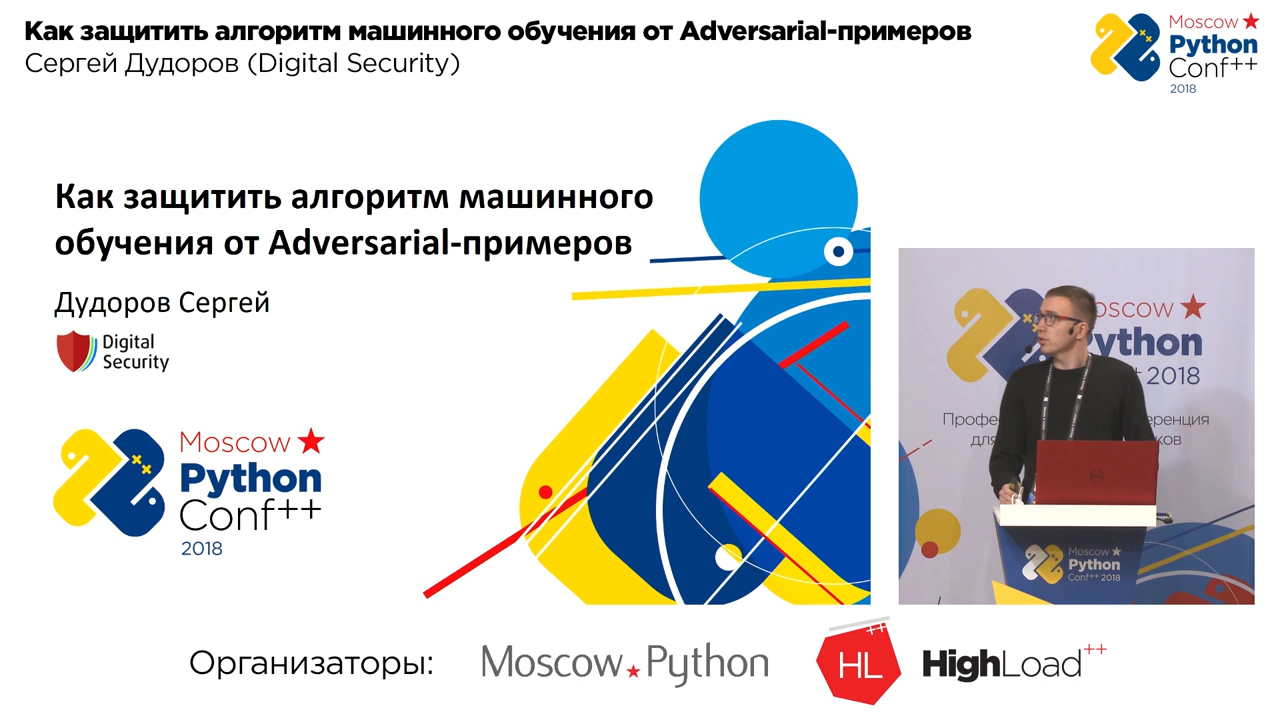 Как защитить алгоритм машинного обучения от Adversarial-примеров
Сергей Дудоров (Digital Security)
Moscow
Python
Conf++
2018
Как защитить алгоритм машинного
обучения от Adversarial-примеров
Дудоров Сергей
Digital
Security
Moscow
Python
Conf++
2018
oscow
ython
2018
Moscow
Python
Conf++ 2018
Организаторы:
Moscow Python
HL++
HighLoad++